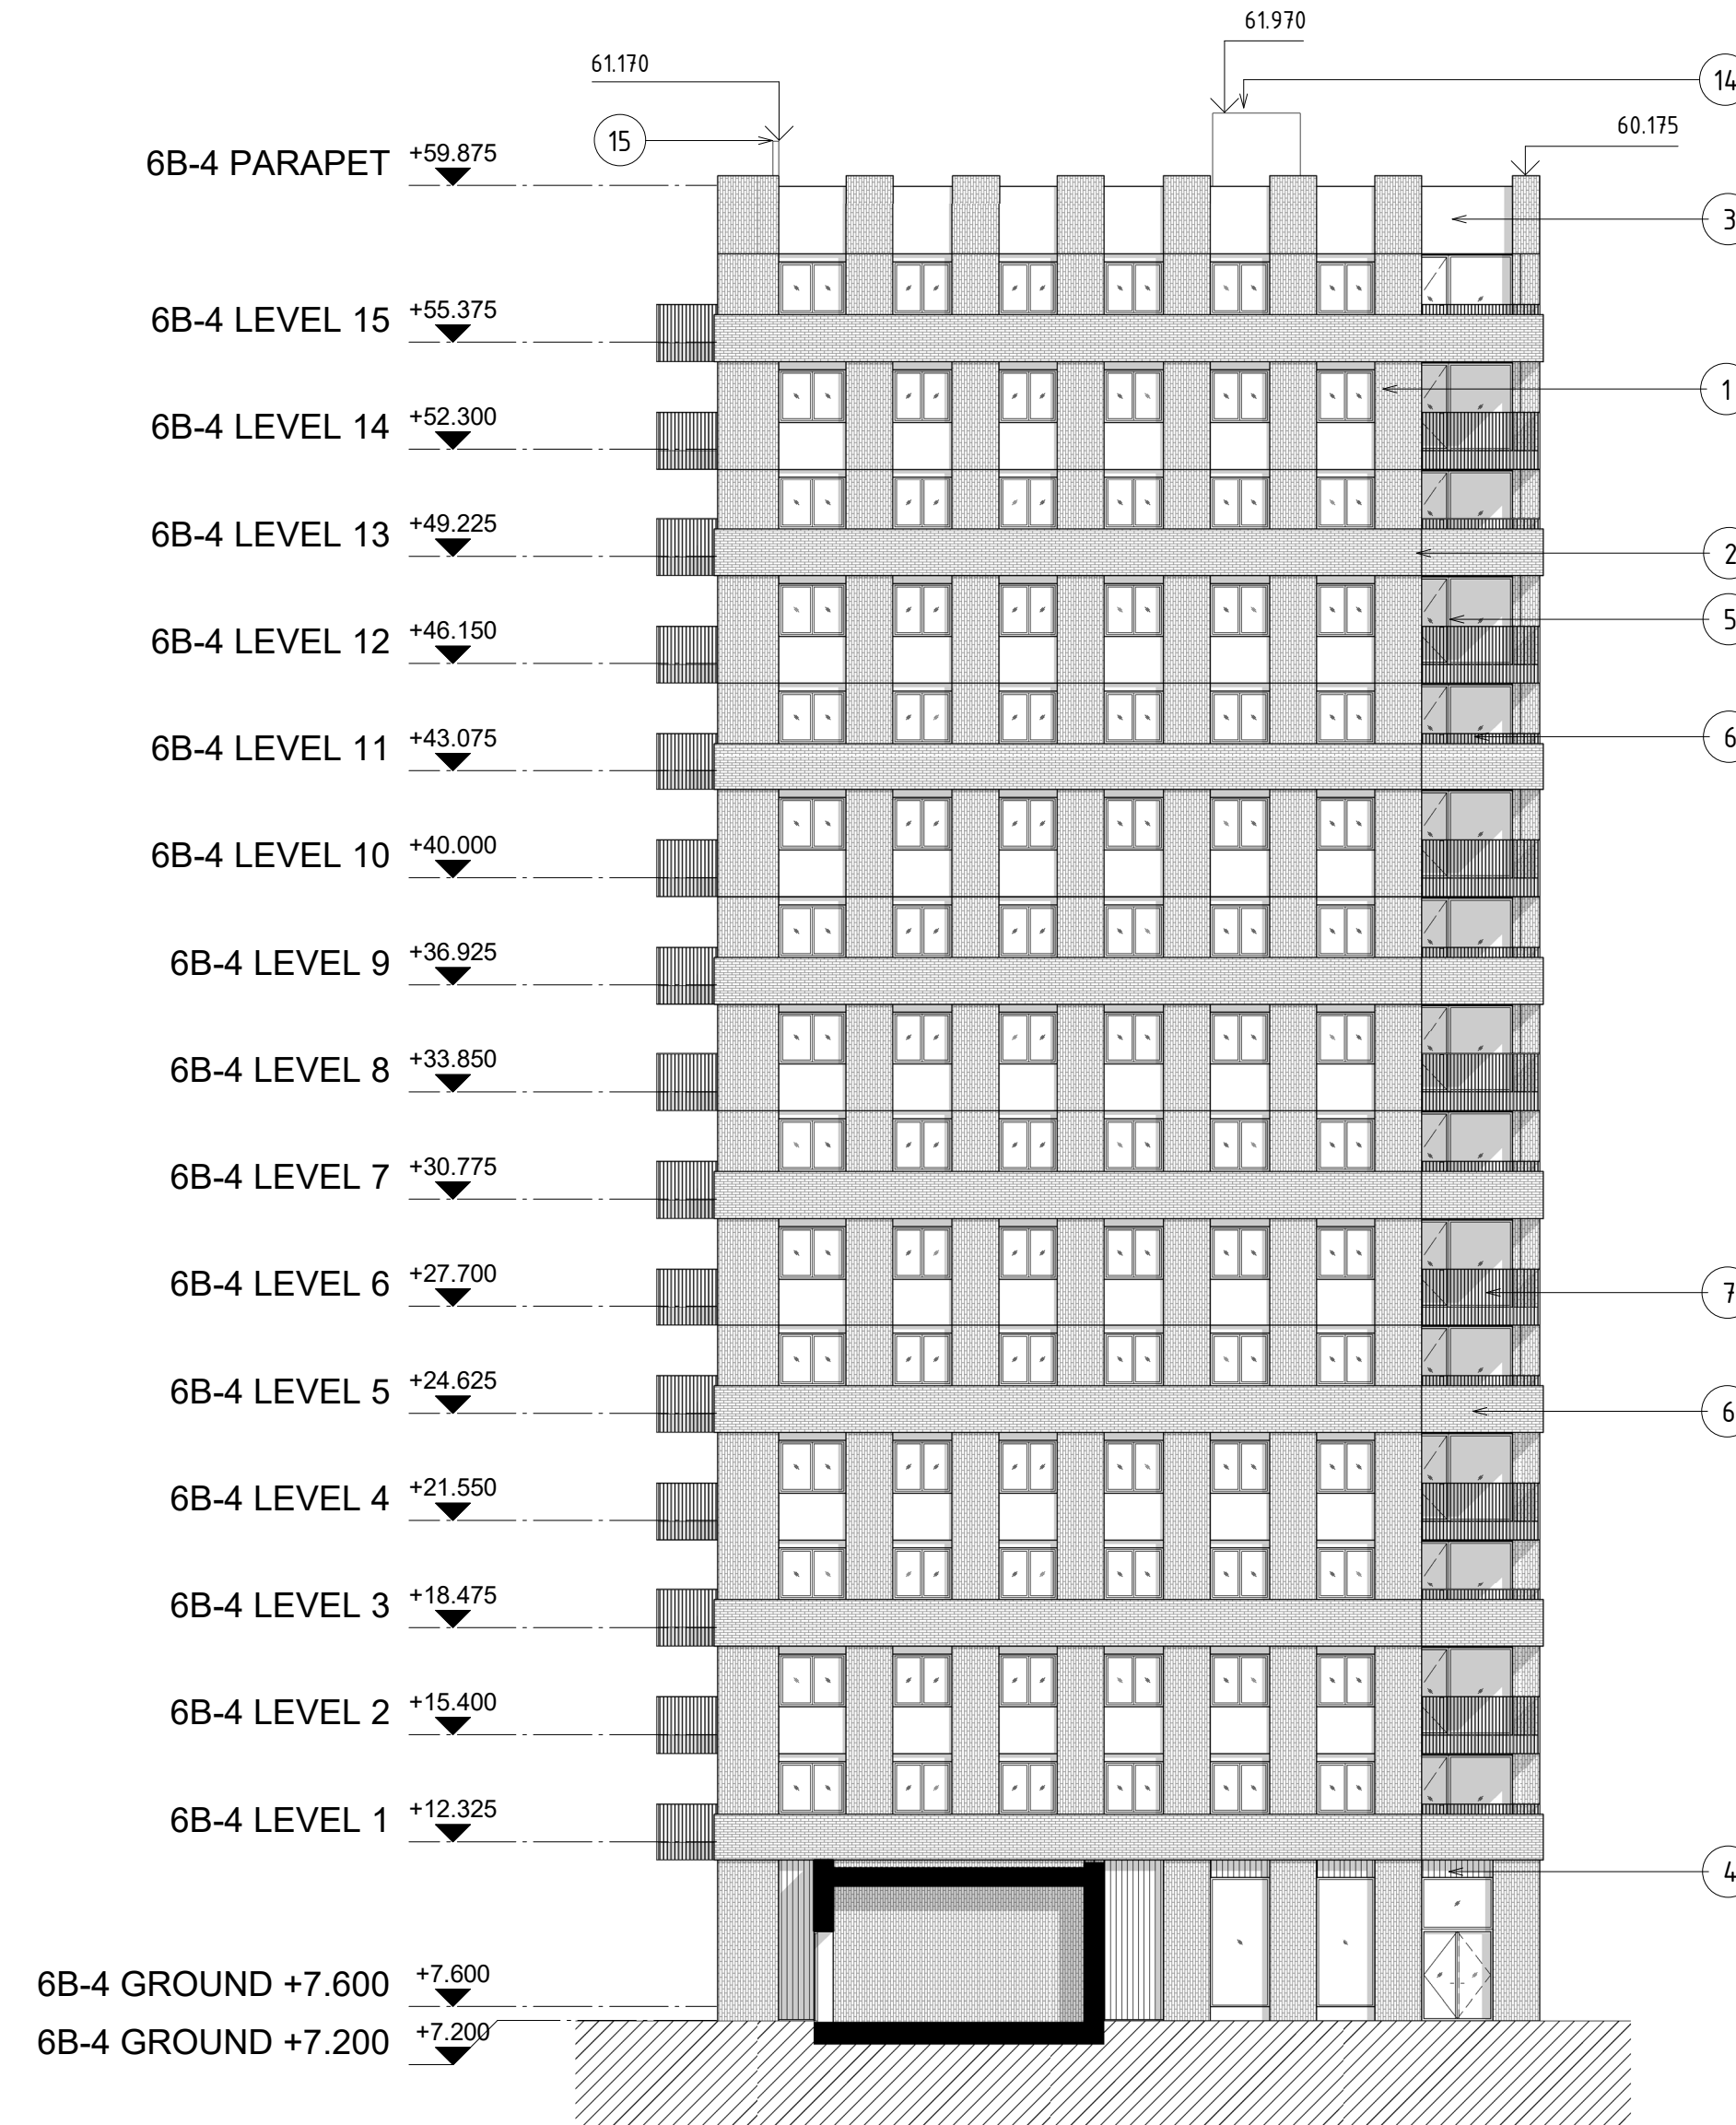 61.970
61.170
14
60.175
15
6B-4 PARAPET +59.875
3
6B-4 LEVEL 15 +55.375
1
6B-4 LEVEL 14 +52.300
6B-4 LEVEL 13 +49.225
2
5
6B-4 LEVEL 12 +46.150
6
6B-4 LEVEL 11 +43.075
6B-4 LEVEL 10 +40.000
6B-4 LEVEL 9 +36.925
6B-4 LEVEL 8 +33.850
6B-4 LEVEL 7 +30.775
6B-4 LEVEL 6 +27.700
7
6B-4 LEVEL 5 +24.625
6
6B-4 LEVEL 4 +21.550
6B-4 LEVEL 3 +18.475
6B-4 LEVEL 2 +15.400
6B-4 LEVEL 1 +12.325
4
6B-4 GROUND +7.600 +7.600
6B-4 GROUND +7.200 +7.200